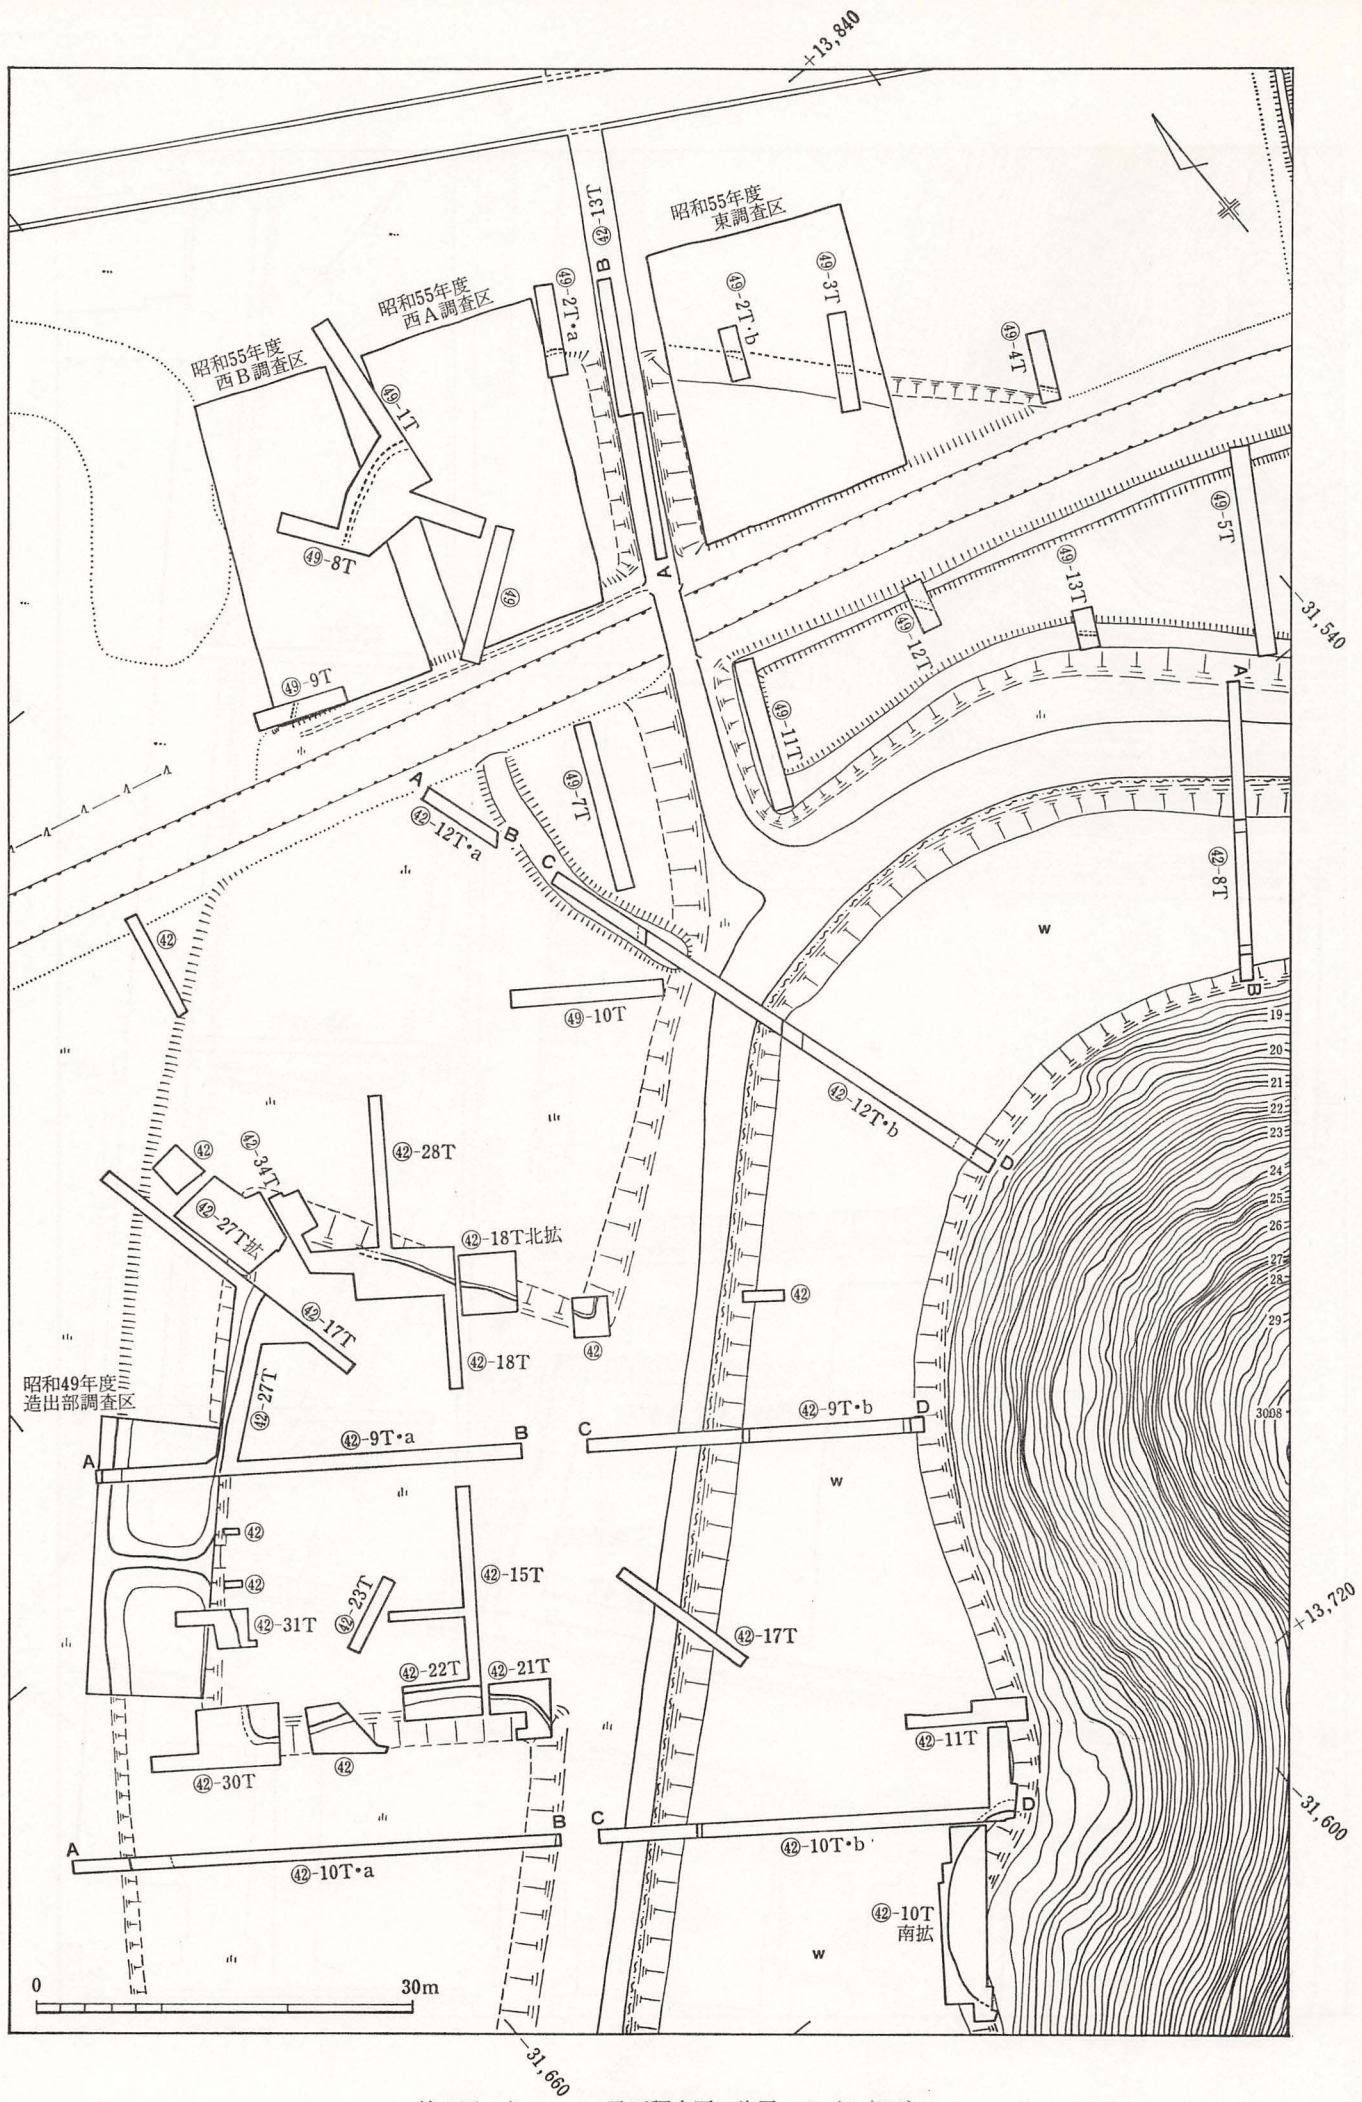 +13,840
昭和55年度
東調査区
㊷-13T
B
㊾-2T・a
㊾-2T・b
㊾-3T
㊾-4T
昭和55年度
西A調査区
昭和55年度
西B調査区
㊾-1T
㊾-8T
㊾
A
㊾-5T
㊾-13T
㊾-12T
-31,540
㊾-9T
㊾-11T
A
㊾-7T
A
㊷-12T・a
B
C
㊷-8T
B
㊷
W
㊾-10T
19
20
21
22
23
24
25
26
27
28
29
3008
㊷-12T・b
D
㊷-28T
㊷
㊷-34T
㊷-27T拡
㊷-18T北拡
㊷
㊷-17T
㊷
㊷-18T
昭和49年度
造出部調査区
㊷-27T
㊷-9T・a
A
B
C
㊷-9T・b
D
W
㊷
㊷
㊷-15T
㊷-23T
㊷-31T
㊷-17T
+13,720
㊷-22T
㊷-21T
㊷-11T
㊷-30T
㊷
-31,600
A
㊷-10T・a
B
C
㊷-10T・b
D
㊷-10T
南拡
W
0
30m
-31,660